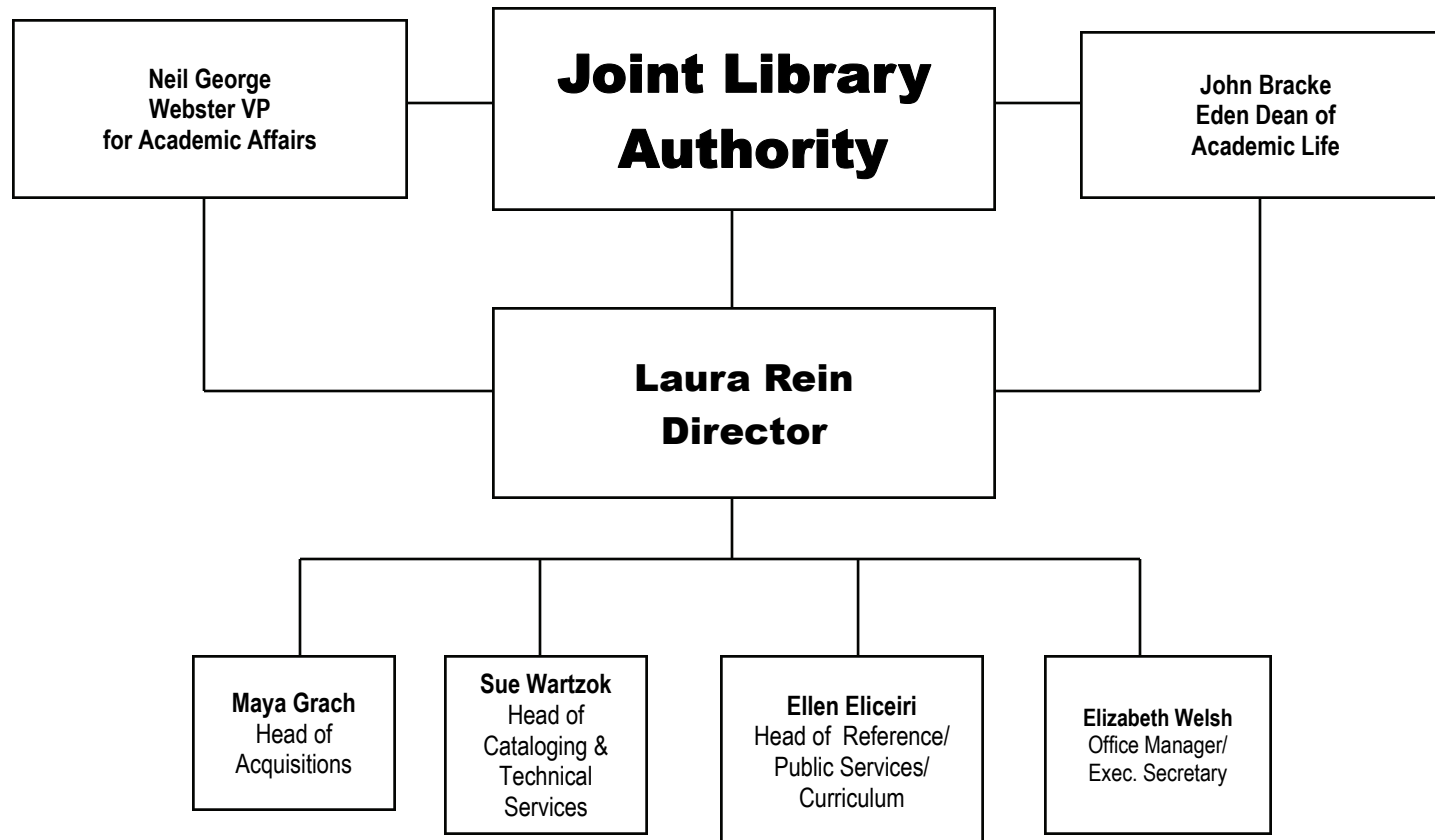 Neil George
Webster VP
for Academic Affairs
Joint Library
Authority
John Bracke
Eden Dean of
Academic Life
Laura Rein
Director
Maya Grach
Head of
Acquisitions
Sue Wartzok
Head of
Cataloging &
Technical
Services
Ellen Eliceiri
Head of Reference/
Public Services/
Curriculum
Elizabeth Welsh
Office Manager/
Exec. Secretary